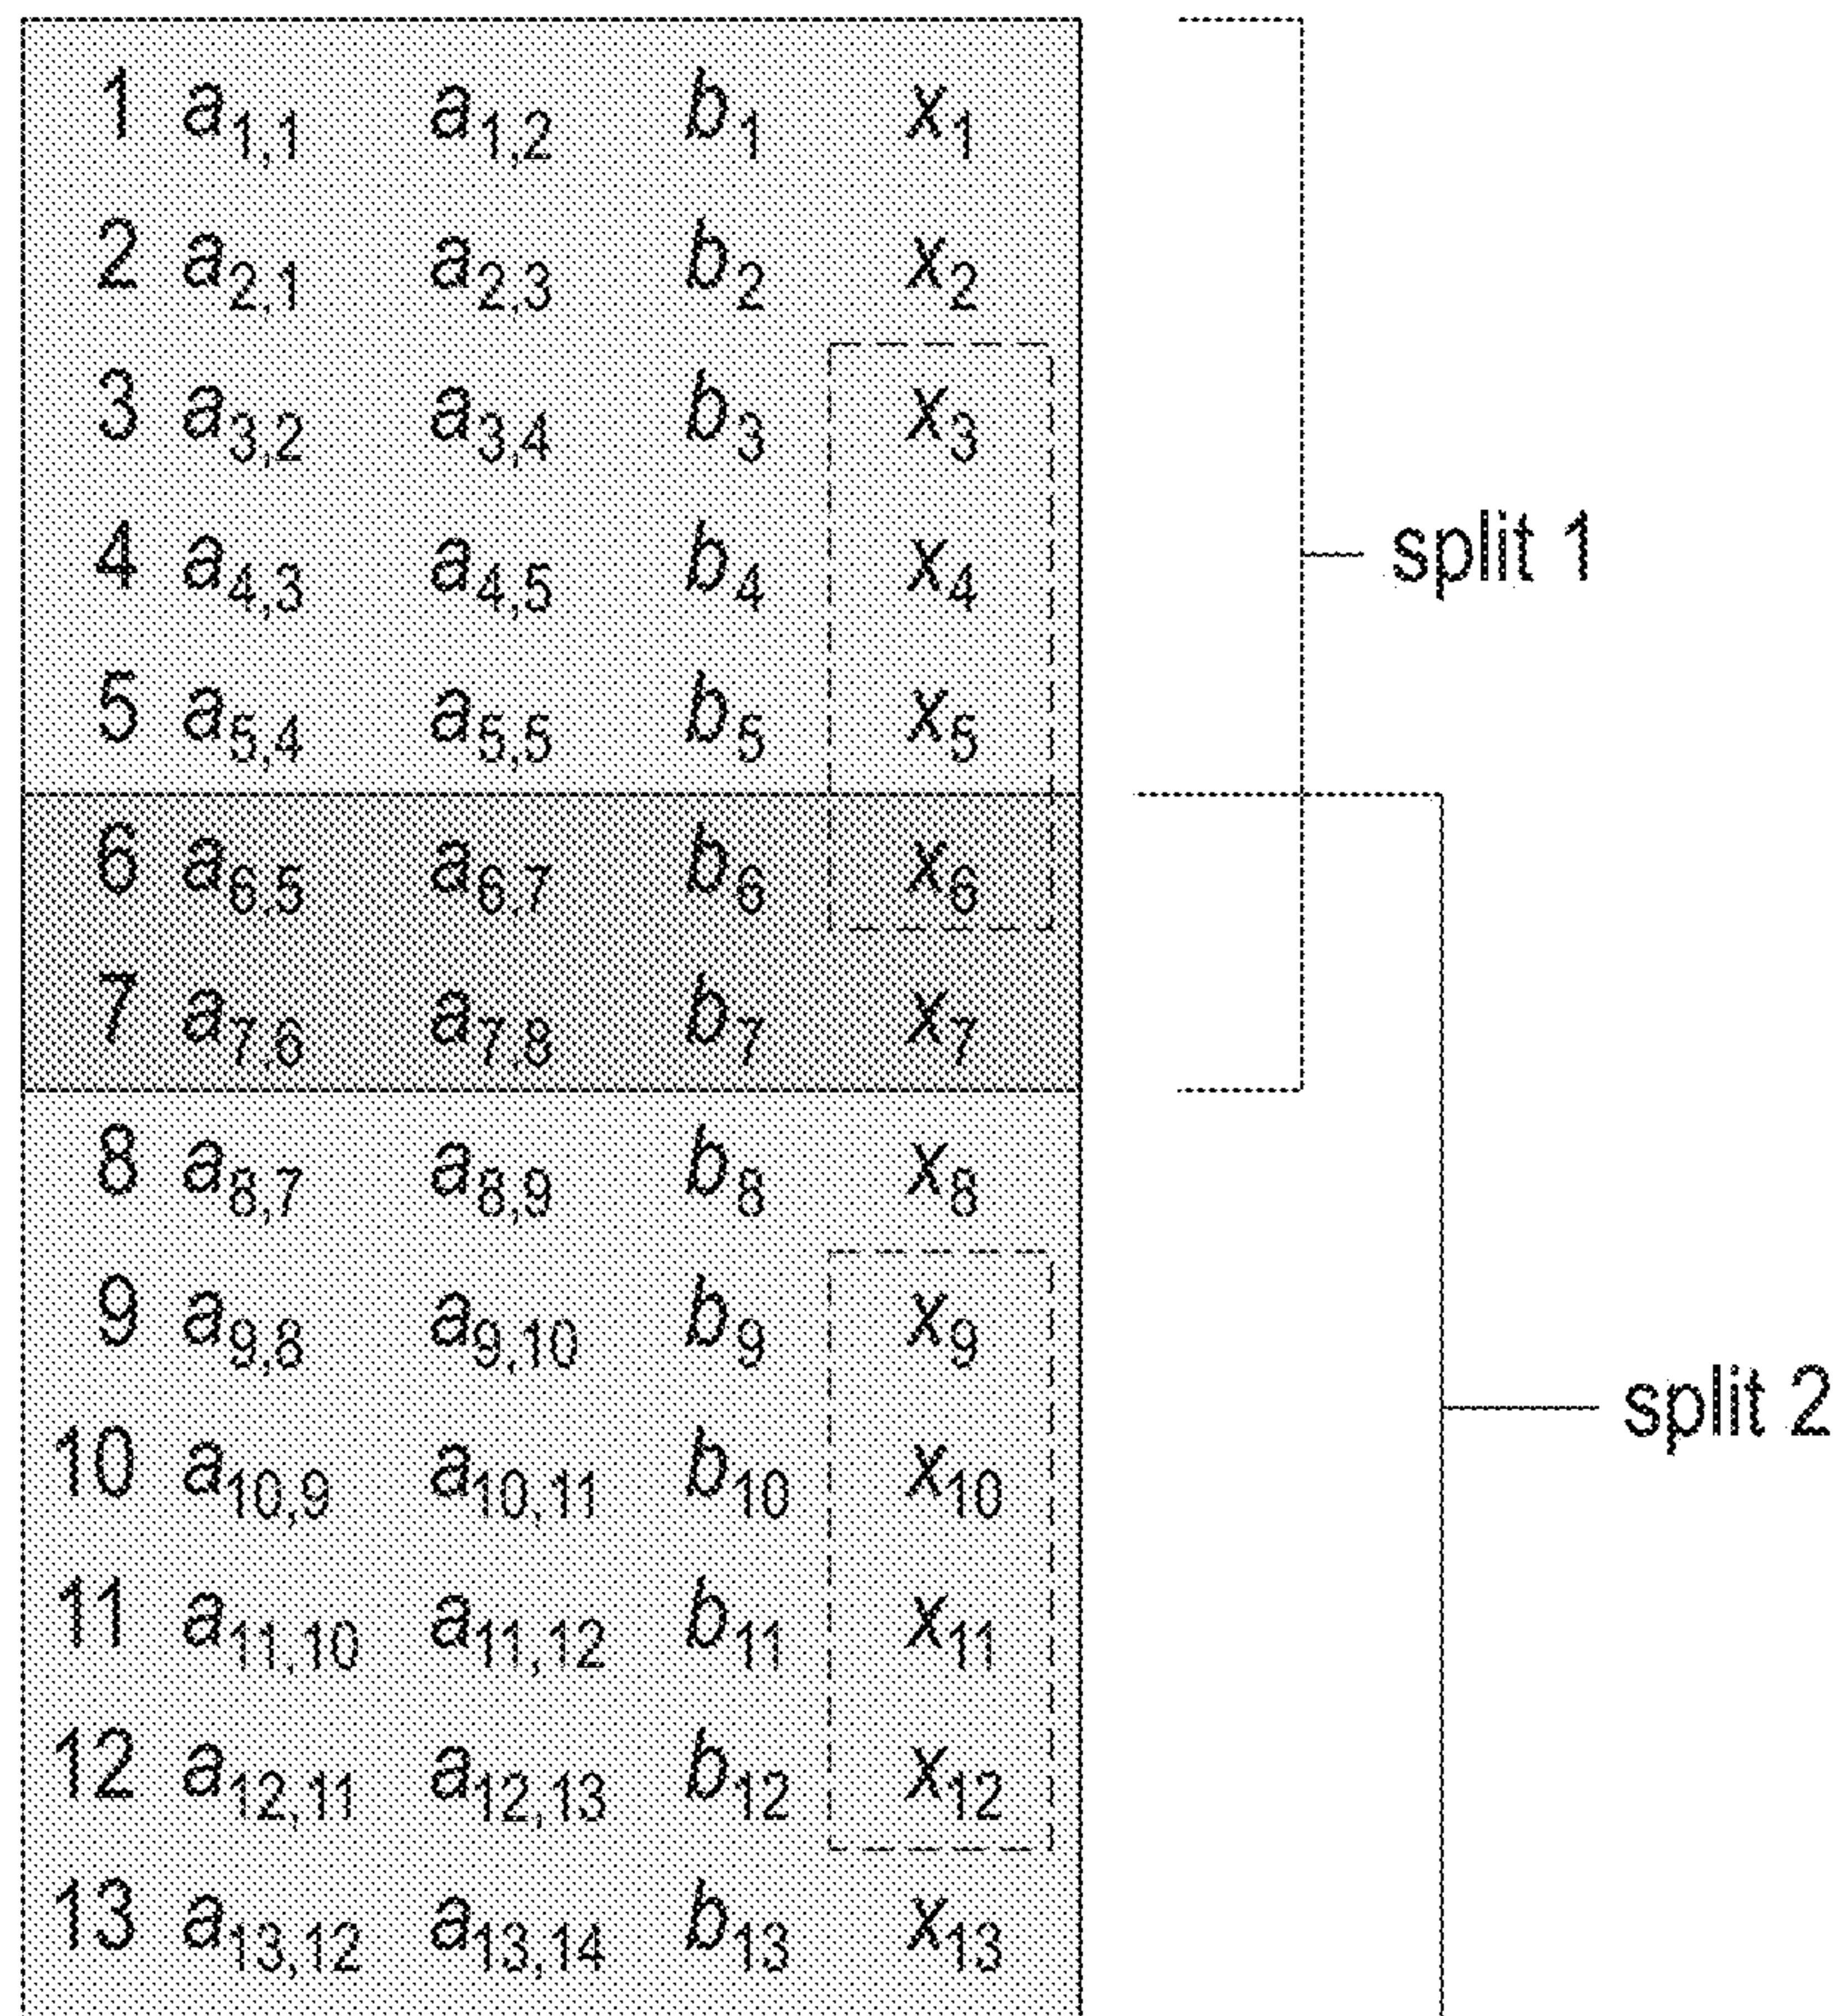 1 a1,1 a1,2 b1 x1
2 a2,1 a2,3 b2 x2
3 a3,2 a3,4 b3 x3
4 a4,3 a4,5 b4 x4
split 1
5 a5,4 a5,5 b5 x5
6 a6,5 a6,7 b6 x6
7 a7,6 a7,8 b7 x7
8 a8,7 a8,9 b8 x8
9 a9,8 a9,10 b9 x9
split 2
10 a10,9 a10,11 b10 x10
11 a11,10 a11,12 b11 x11
12 a12,11 a12,13 b12 x12
13 a13,12 a13,14 b13 x13